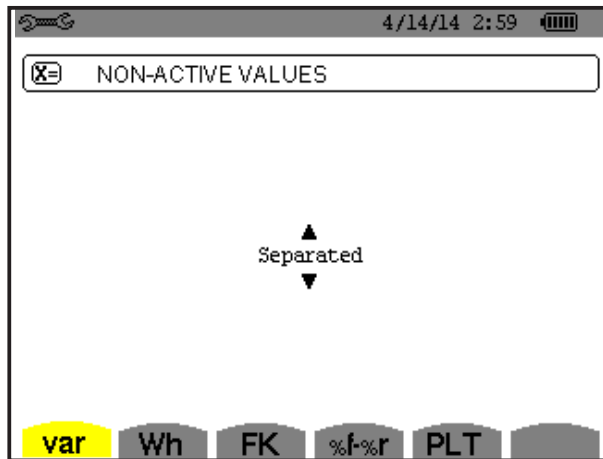 4/14/14 2:59
X= NON-ACTIVE VALUES
Separated
var Wh FK %f-%r PLT